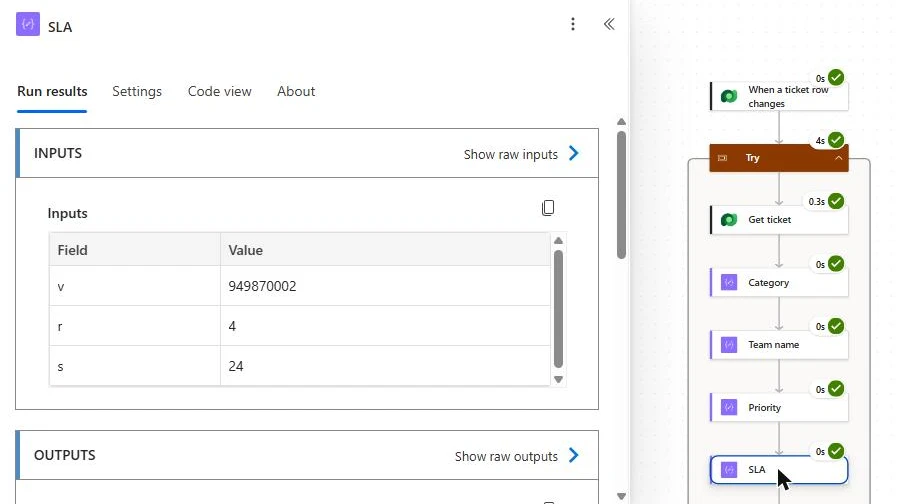 SLA
Run results Settings Code view About
INPUTS Show raw inputs
Inputs
Field Value
v 949870002
r 4
s 24
OUTPUTS Show raw outputs
0s
When a ticket row
changes
4s
Try
0.3s
Get ticket
0s
Category
0s
Team name
0s
Priority
0s
SLA